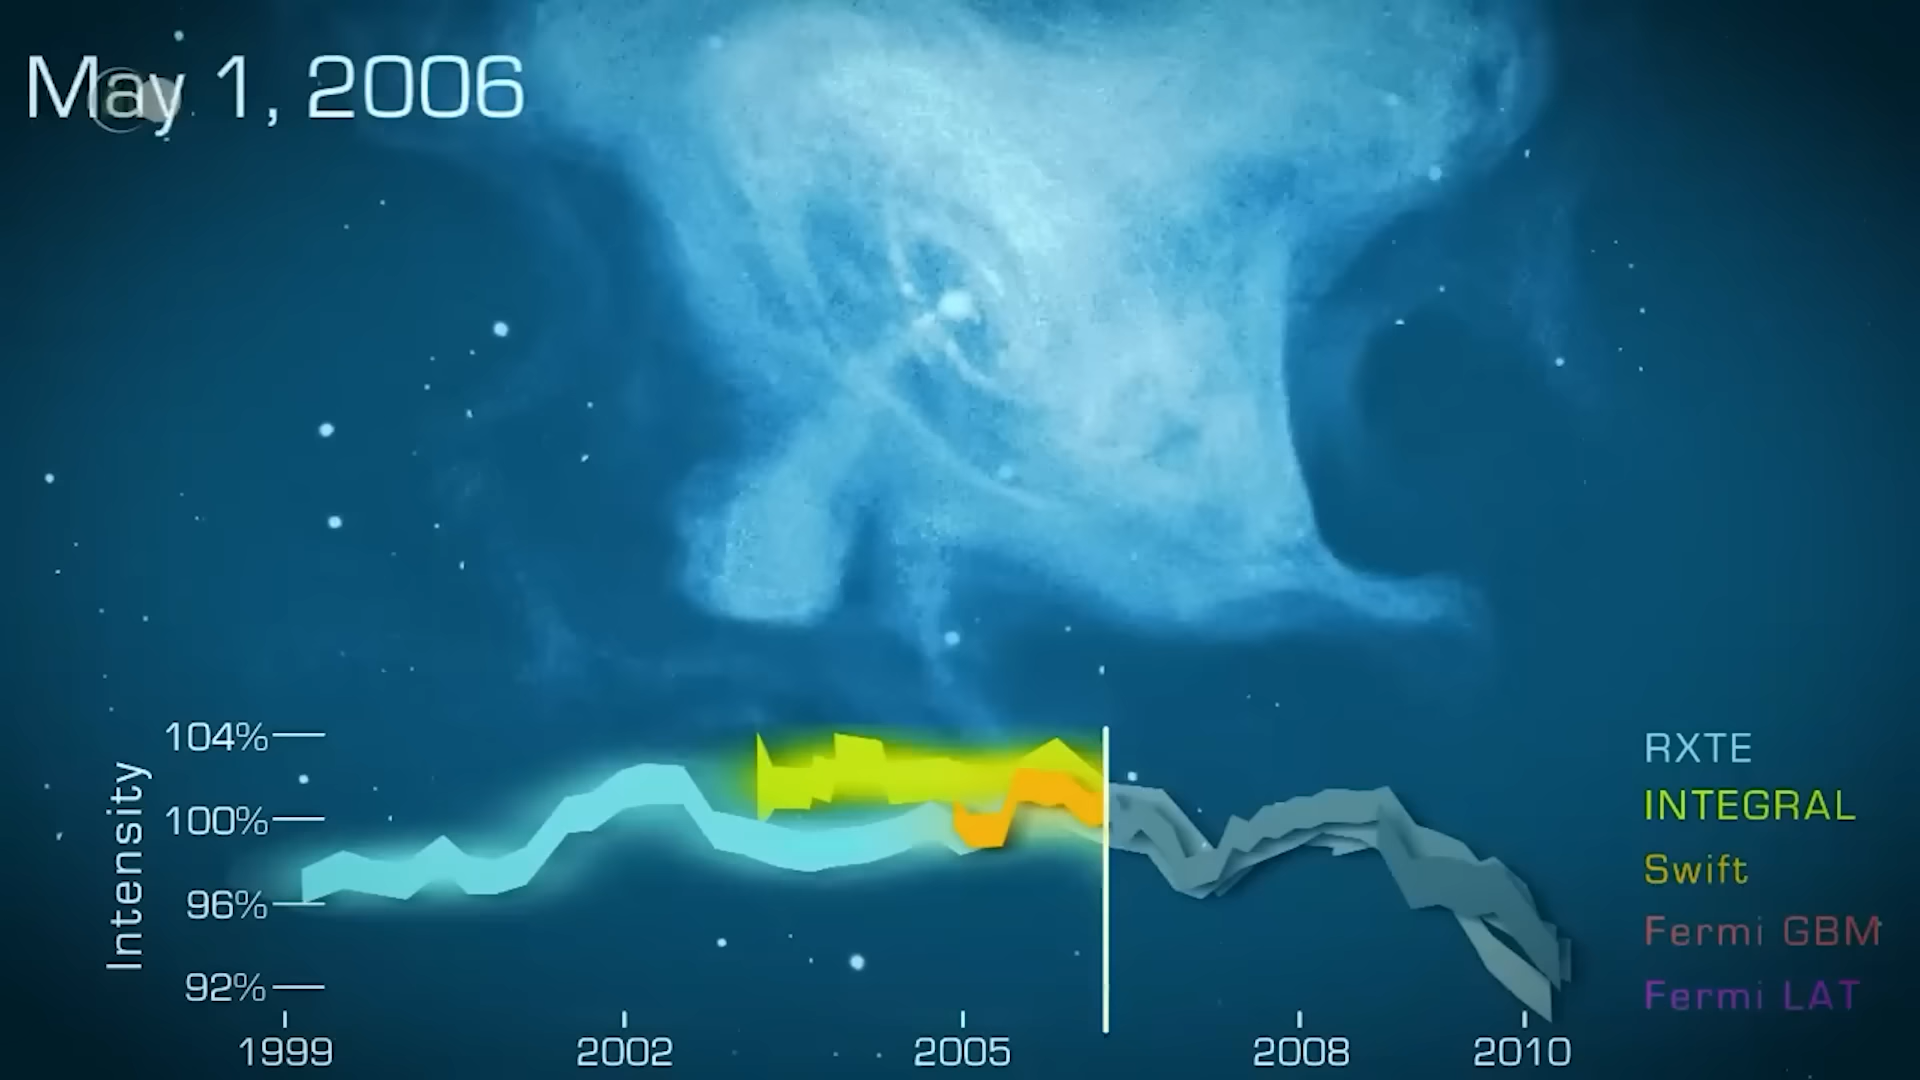 May 1, 2006
104%
100%
96%
92%
Intensity
1999 2002 2005 2008 2010
RXTE
INTEGRAL
Swift
Fermi GBM
Fermi LAT